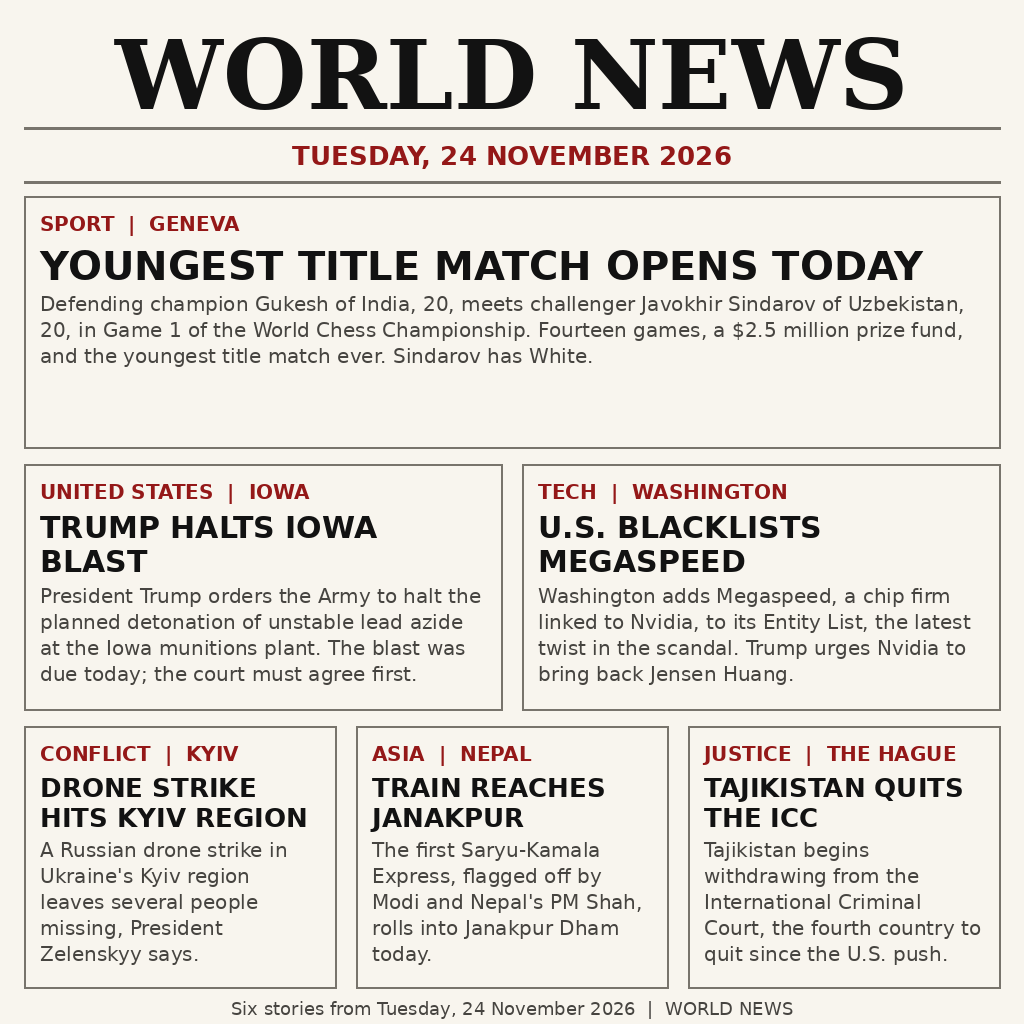 WORLD NEWS
TUESDAY, 24 NOVEMBER 2026
SPORT | GENEVA
YOUNGEST TITLE MATCH OPENS TODAY
Defending champion Gukesh of India, 20, meets challenger Javokhir Sindarov of Uzbekistan,
20, in Game 1 of the World Chess Championship. Fourteen games, a $2.5 million prize fund,
and the youngest title match ever. Sindarov has White.
UNITED STATES | IOWA
TRUMP HALTS IOWA
BLAST
President Trump orders the Army to halt the
planned detonation of unstable lead azide
at the Iowa munitions plant. The blast was
due today; the court must agree first.
TECH | WASHINGTON
U.S. BLACKLISTS
MEGASPEED
Washington adds Megaspeed, a chip firm
linked to Nvidia, to its Entity List, the latest
twist in the scandal. Trump urges Nvidia to
bring back Jensen Huang.
CONFLICT | KYIV
DRONE STRIKE
HITS KYIV REGION
A Russian drone strike in
Ukraine's Kyiv region
leaves several people
missing, President
Zelenskyy says.
ASIA | NEPAL
TRAIN REACHES
JANAKPUR
The first Saryu-Kamala
Express, flagged off by
Modi and Nepal's PM Shah,
rolls into Janakpur Dham
today.
JUSTICE | THE HAGUE
TAJIKISTAN QUITS
THE ICC
Tajikistan begins
withdrawing from the
International Criminal
Court, the fourth country to
quit since the U.S. push.
Six stories from Tuesday, 24 November 2026 | WORLD NEWS